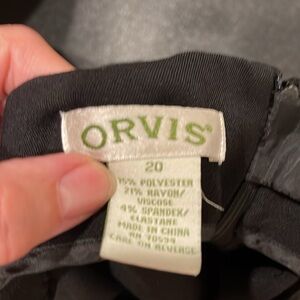 ORVIS
20
75% POLYESTER
21% RAYON/
VISCOSE
4% SPANDEX/
ELASTANE
MADE IN CHINA
RN 70534
CARE ON REVERSE